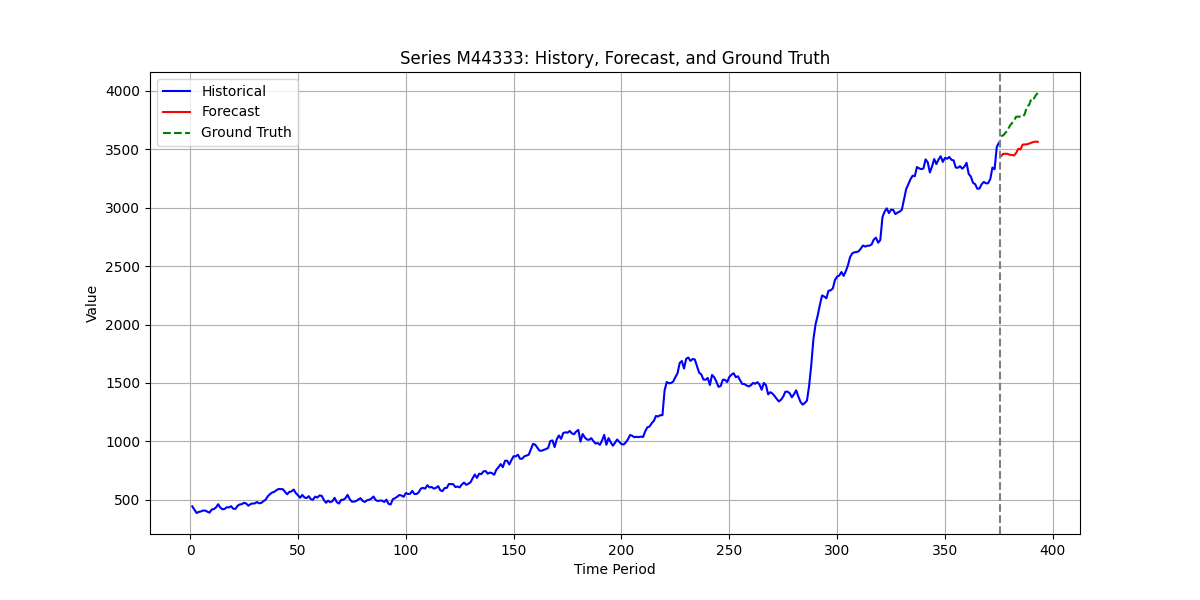 Series M44333: History, Forecast, and Ground Truth
Historical
Forecast
Ground Truth
4000
3500
3000
2500
2000
1500
1000
500
Value
0 50 100 150 200 250 300 350 400
Time Period